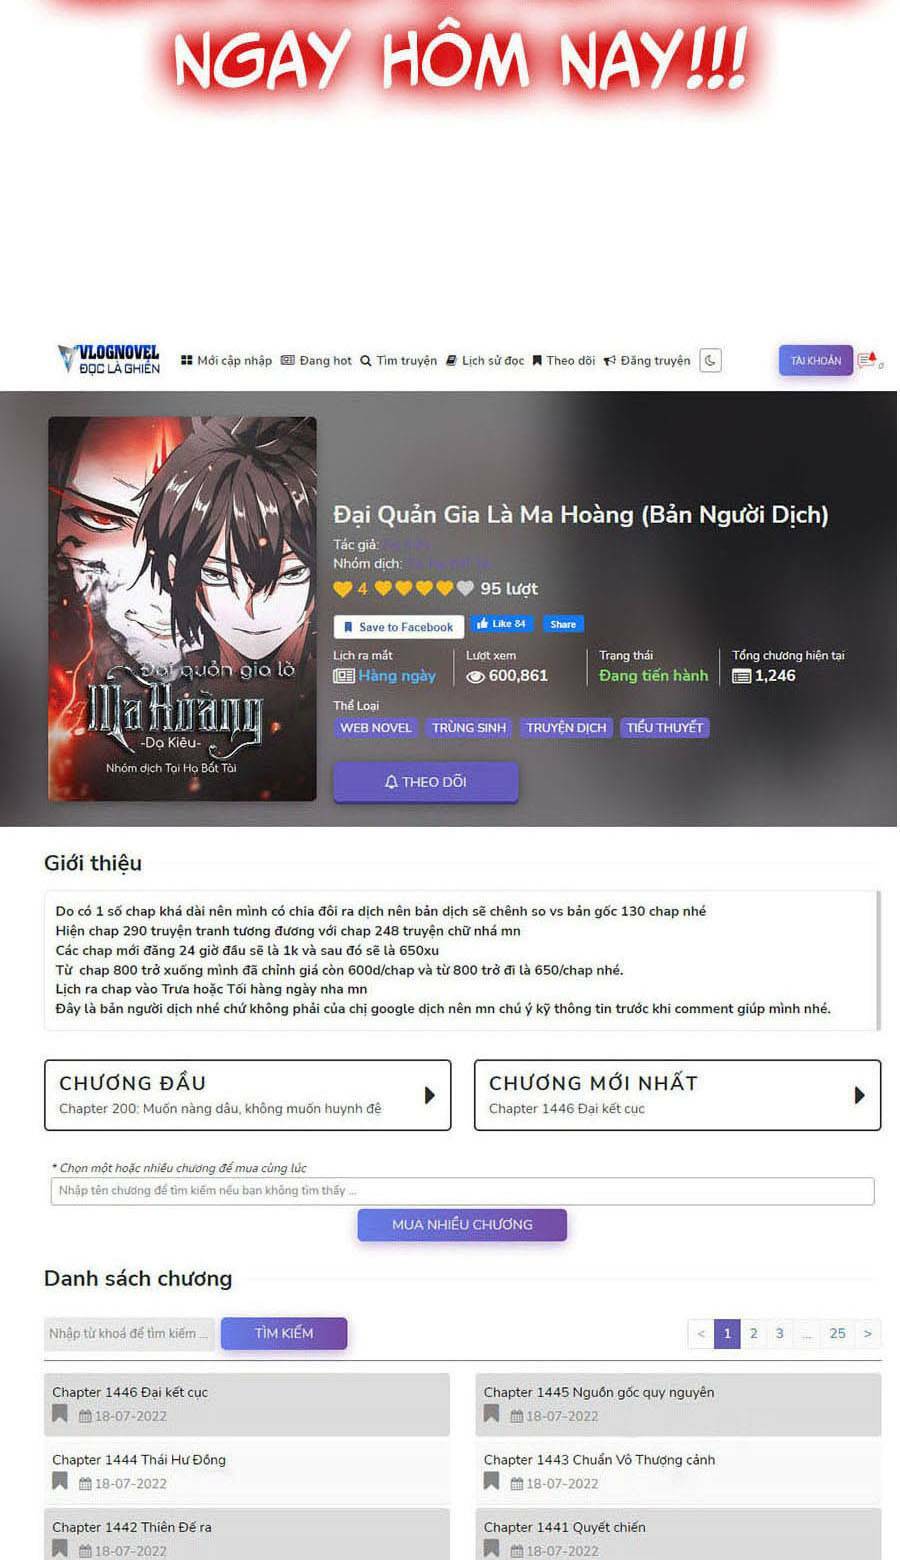 NGAY HÔM NAY!!!
VLOGNOVEL
ĐỌC LÀ GHIỀN
Mới cập nhập Đang hot Tìm truyện Lịch sử đọc Theo dõi Đăng truyện
TÀI KHOẢN
0
Đại quản gia là
Ma Hoàng
-Dạ Kiêu-
Nhóm dịch Tại Hạ Bất Tài
Đại Quản Gia Là Ma Hoàng (Bản Người Dịch)
Tác giả:
Nhóm dịch:
4 95 lượt
Save to Facebook Like 84 Share
Lịch ra mắt Lượt xem Trạng thái Tổng chương hiện tại
Hàng ngày 600,861 Đang tiến hành 1,246
Thể Loại
WEB NOVEL TRÙNG SINH TRUYỆN DỊCH TIỂU THUYẾT
THEO DÕI
Giới thiệu
Do có 1 số chap khá dài nên mình có chia đôi ra dịch nên bản dịch sẽ chênh so vs bản gốc 130 chap nhé
Hiện chap 290 truyện tranh tương đương với chap 248 truyện chữ nhá mn
Các chap mới đăng 24 giờ đầu sẽ là 1k và sau đó sẽ là 650xu
Từ chap 800 trở xuống mình đã chỉnh giá còn 600d/chap và từ 800 trở đi là 650/chap nhé.
Lịch ra chap vào Trưa hoặc Tối hàng ngày nha mn
Đây là bản người dịch nhé chứ không phải của chị google dịch nên mn chú ý kỹ thông tin trước khi comment giúp mình nhé.
CHƯƠNG ĐẦU
Chapter 200: Muốn nàng dâu, không muốn huynh đệ
CHƯƠNG MỚI NHẤT
Chapter 1446 Đại kết cục
* Chọn một hoặc nhiều chương để mua cùng lúc
Nhập tên chương để tìm kiếm nếu bạn không tìm thấy ...
MUA NHIỀU CHƯƠNG
Danh sách chương
Nhập từ khoá để tìm kiếm ... TÌM KIẾM < 1 2 3 ... 25 >
Chapter 1446 Đại kết cục
18-07-2022
Chapter 1445 Nguồn gốc quy nguyên
18-07-2022
Chapter 1444 Thái Hư Đồng
18-07-2022
Chapter 1443 Chuẩn Vô Thượng cảnh
18-07-2022
Chapter 1442 Thiên Đế ra
18-07-2022
Chapter 1441 Quyết chiến
18-07-2022